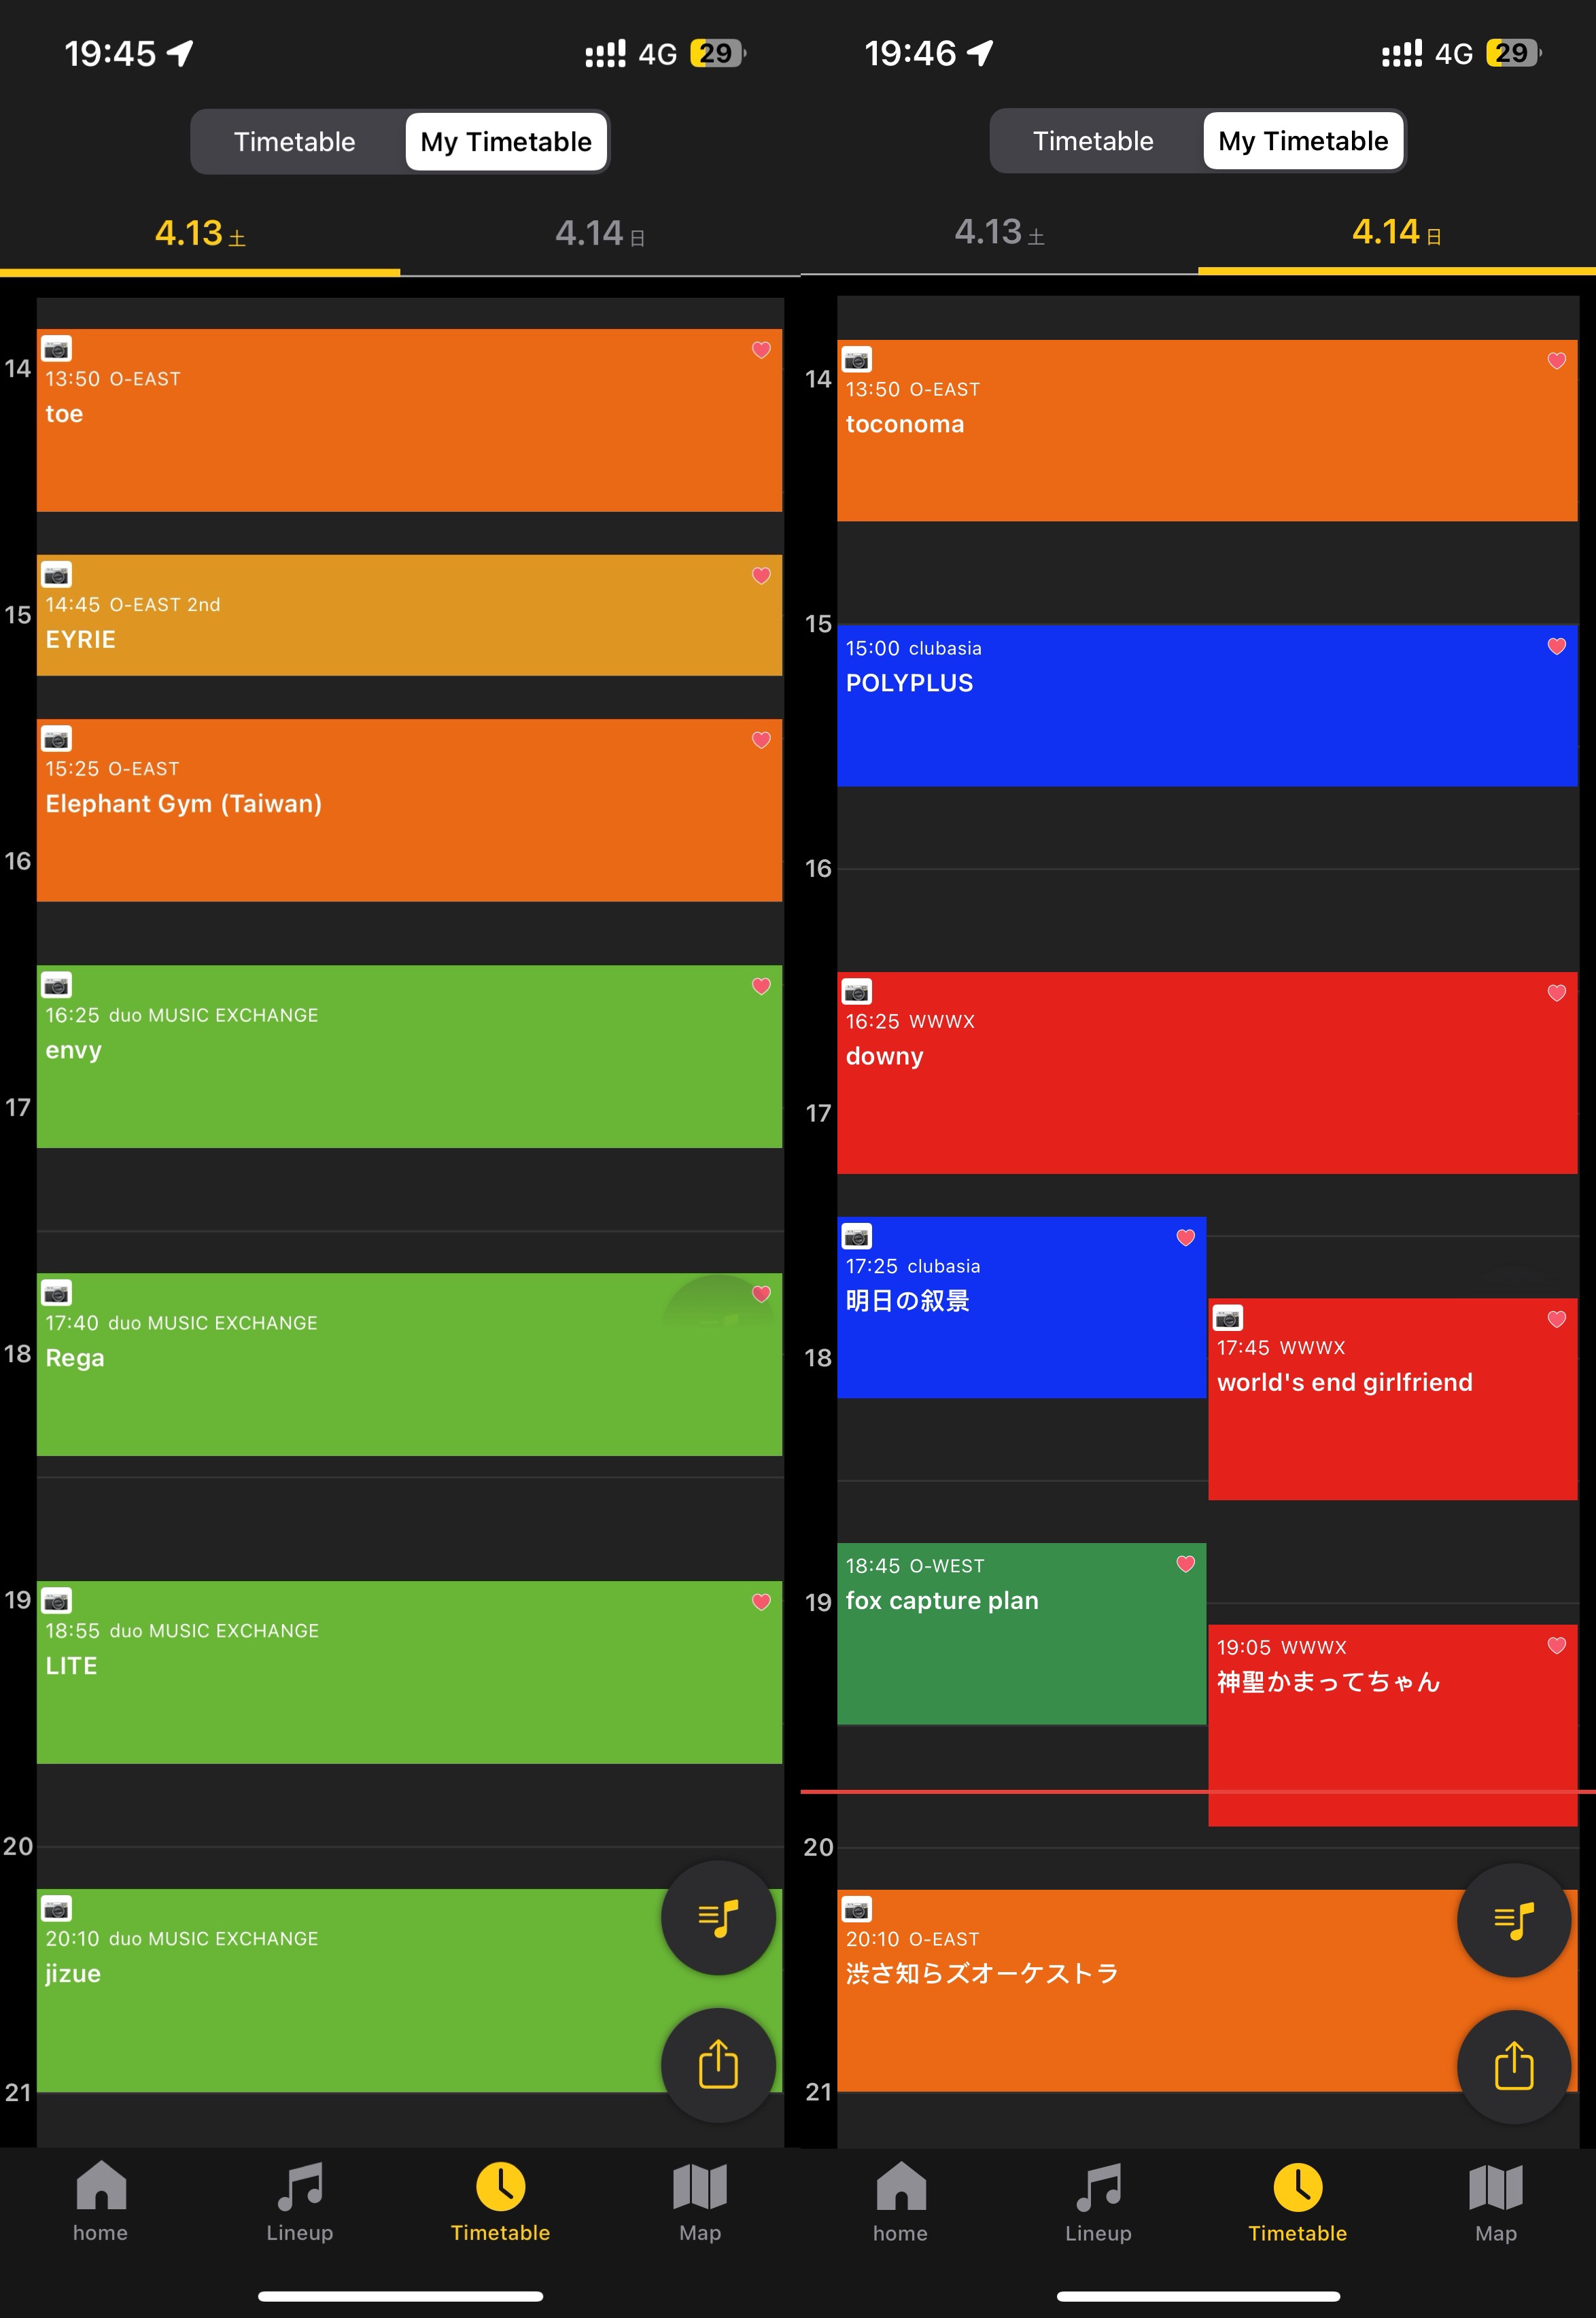 19:45
4G
29
Timetable
My Timetable
4.13 土
4.14 日
14
13:50 O-EAST
toe
14:45 O-EAST 2nd
15
EYRIE
15:25 O-EAST
Elephant Gym (Taiwan)
16
16:25 duo MUSIC EXCHANGE
envy
17
17:40 duo MUSIC EXCHANGE
18
Rega
19
18:55 duo MUSIC EXCHANGE
LITE
20
20:10 duo MUSIC EXCHANGE
jizue
21
home
Lineup
Timetable
Map
19:46
4G
29
Timetable
My Timetable
4.13 土
4.14 日
14
13:50 O-EAST
toconoma
15
15:00 clubasia
POLYPLUS
16
16:25 WWWX
downy
17
17:25 clubasia
明日の叙景
17:45 WWWX
18
world's end girlfriend
18:45 O-WEST
19
fox capture plan
19:05 WWWX
神聖かまってちゃん
20
20:10 O-EAST
渋さ知らズオーケストラ
21
home
Lineup
Timetable
Map